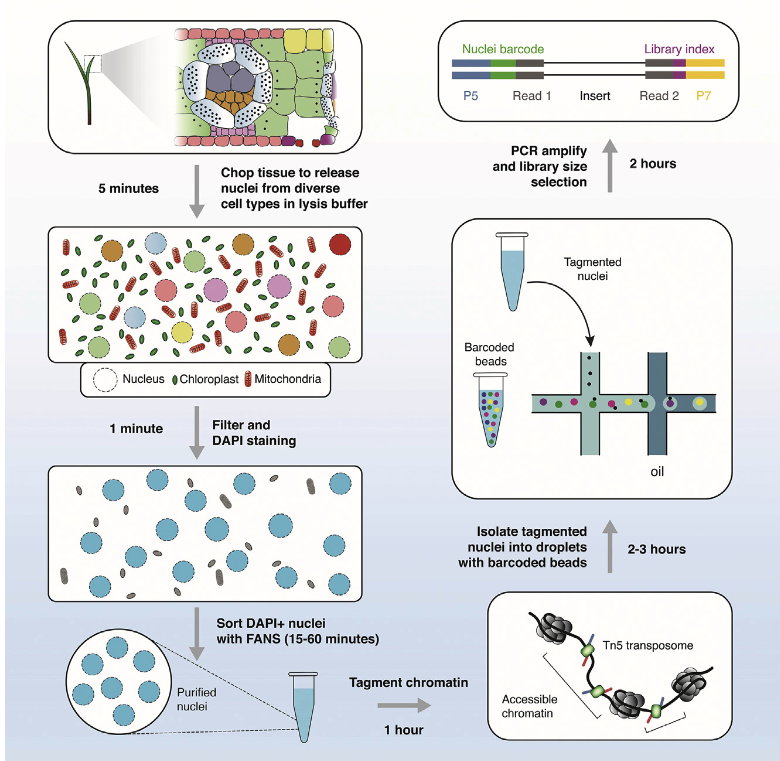 5 minutes
Chop tissue to release
nuclei from diverse
cell types in lysis buffer
Nucleus
Chloroplast
Mitochondria
1 minute
Filter and
DAPI staining
Sort DAPI+ nuclei
with FANS (15-60 minutes)
Purified
nuclei
Tagment chromatin
1 hour
Tn5 transposome
Accessible
chromatin
Isolate tagmented
nuclei into droplets
with barcoded beads
2-3 hours
Tagmented
nuclei
Barcoded
beads
oil
PCR amplify
and library size
selection
2 hours
Nuclei barcode
Library index
P5
Read 1
Insert
Read 2
P7